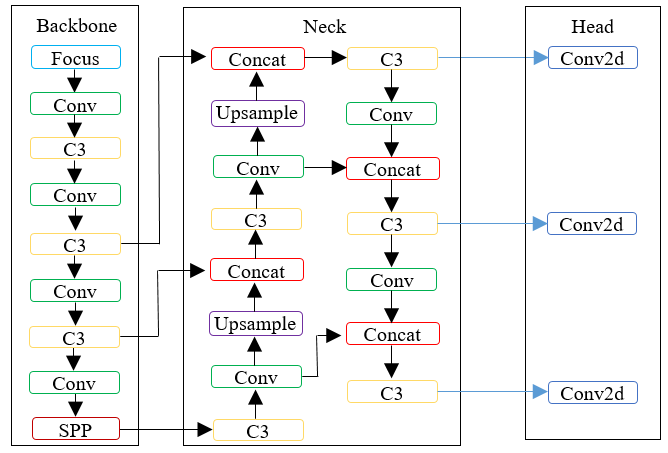 Backbone
Focus
Conv
C3
Conv
C3
Conv
C3
Conv
SPP
Neck
Concat
Upsample
Conv
C3
Concat
Upsample
Conv
C3
C3
Conv
Concat
C3
Conv
Concat
C3
Head
Conv2d
Conv2d
Conv2d